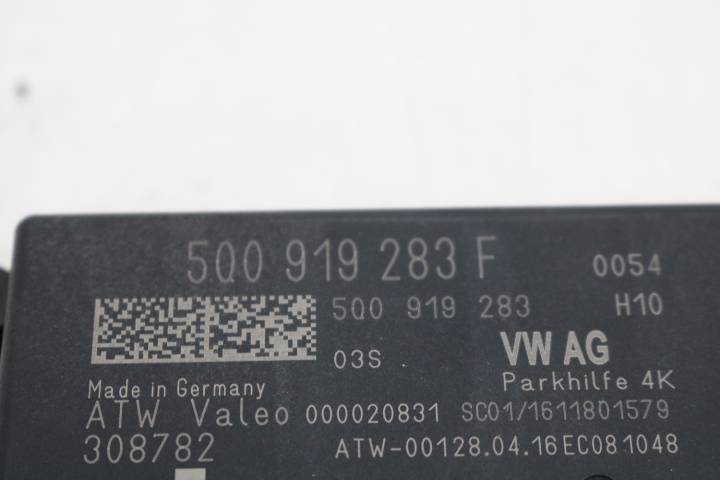 5Q0 919 283 F 0054
5Q0 919 283 H10
03S VW AG
Parkhilfe 4K
Made in Germany
ATW Valeo 000020831 SC01/1611801579
308782 ATW-00128.04.16EC081048